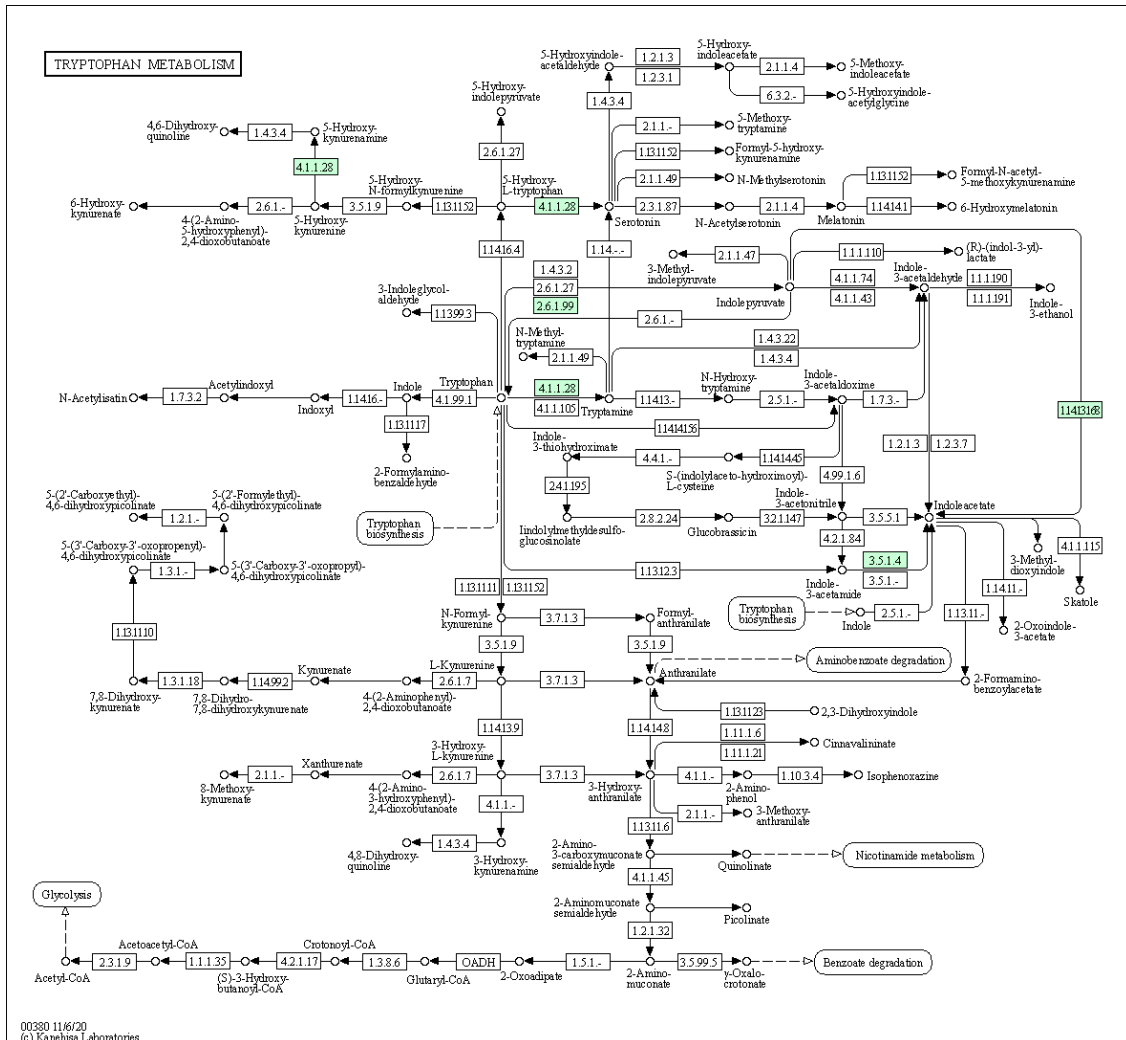 TRYPTOPHAN METABOLISM
5-Hydroxyindole-
acetaldehyde
1.2.1.3
1.2.3.1
5-Hydroxy-
indoleacetate
2.1.1.4
5-Methoxy-
indoleacetate
6.3.2.-
5-Hydroxyindole-
acetylglycine
1.4.3.4
5-Hydroxy-
indolepyruvate
2.6.1.27
4,6-Dihydroxy-
quinoline
1.4.3.4
5-Hydroxy-
kynurenamine
4.1.1.28
2.1.1.-
5-Methoxy-
tryptamine
1.13.11.52
Formyl-5-hydroxy-
kynurenamine
2.1.1.49
N-Methylserotonin
6-Hydroxy-
kynurenate
2.6.1.-
4-(2-Amino-
5-hydroxyphenyl)-
2,4-dioxobutanoate
5-Hydroxy-
kynurenine
3.5.1.9
5-Hydroxy-
N-formylkynurenine
1.13.11.52
5-Hydroxy-
L-tryptophan
4.1.1.28
Serotonin
2.3.1.87
N-Acetylserotonin
2.1.1.4
Melatonin
1.13.11.52
Formyl-N-acetyl-
5-methoxykynurenamine
1.14.14.1
6-Hydroxymelatonin
1.14.16.4
1.14.-.-
3-Methyl-
indolepyruvate
2.1.1.47
1.1.1.110
(R)-(indol-3-yl)-
lactate
1.4.3.2
2.6.1.27
2.6.1.99
Indolepyruvate
4.1.1.74
4.1.1.43
Indole-
3-acetaldehyde
1.1.1.190
1.1.1.191
Indole-
3-ethanol
3-Indoleglycol-
aldehyde
1.13.99.3
2.6.1.-
N-Methyl-
tryptamine
2.1.1.49
1.4.3.22
1.4.3.4
N-Acetylisatin
1.7.3.2
Acetylindoxyl
Indoxyl
1.14.16.-
Indole
4.1.99.1
Tryptophan
4.1.1.28
4.1.1.105
Tryptamine
1.14.13.-
N-Hydroxy-
tryptamine
2.5.1.-
Indole-
3-acetaldoxime
1.7.3.-
1.14.13.168
1.13.11.17
2-Formylamino-
benzaldehyde
1.14.14.156
1.2.1.3
1.2.3.7
Indole-
3-thiohydroximate
4.4.1.-
S-(indolylaceto-hydroximoyl)-
L-cysteine
1.14.14.45
4.99.1.6
2.4.1.195
Indolylmethyldesulfo-
glucosinolate
2.8.2.24
Glucobrassicin
3.2.1.147
Indole-
3-acetonitrile
3.5.5.1
Indoleacetate
5-(2'-Carboxyethyl)-
4,6-dihydroxypicolinate
1.2.1.-
5-(2'-Formylethyl)-
4,6-dihydroxypicolinate
Tryptophan
biosynthesis
4.2.1.84
3.5.1.4
3.5.1.-
3-Methyl-
dioxyindole
4.1.1.115
Skatole
5-(3'-Carboxy-3'-oxopropenyl)-
4,6-dihydroxypicolinate
1.3.1.-
5-(3'-Carboxy-3'-oxopropyl)-
4,6-dihydroxypicolinate
1.13.11.11
1.13.11.52
1.13.12.3
Indole-
3-acetamide
1.14.11.-
2-Oxoindole-
3-acetate
1.13.11.-
Tryptophan
biosynthesis
Indole
2.5.1.-
1.13.11.10
N-Formyl-
kynurenine
3.7.1.3
Formyl-
anthranilate
3.5.1.9
3.5.1.9
Aminobenzoate degradation
7,8-Dihydroxy-
kynurenate
1.3.1.18
7,8-Dihydro-
7,8-dihydroxykynurenate
1.14.99.2
Kynurenate
4-(2-Aminophenyl)-
2,4-dioxobutanoate
2.6.1.7
L-Kynurenine
3.7.1.3
Anthranilate
2-Formamino-
benzoylacetate
1.13.11.23
2,3-Dihydroxyindole
1.14.13.9
1.14.14.8
1.11.1.6
1.11.1.21
Cinnavalininate
8-Methoxy-
kynurenate
2.1.1.-
Xanthurenate
4-(2-Amino-
3-hydroxyphenyl)-
2,4-dioxobutanoate
2.6.1.7
3-Hydroxy-
L-kynurenine
3.7.1.3
3-Hydroxy-
anthranilate
4.1.1.-
2-Amino-
phenol
1.10.3.4
Isophenoxazine
2.1.1.-
3-Methoxy-
anthranilate
4.1.1.-
4,8-Dihydroxy-
quinoline
1.4.3.4
3-Hydroxy-
kynurenamine
1.13.11.6
2-Amino-
3-carboxymuconate
semialdehyde
Quinolinate
Nicotinamide metabolism
4.1.1.45
2-Aminomuconate
semialdehyde
Picolinate
1.2.1.32
Glycolysis
Acetyl-CoA
2.3.1.9
Acetoacetyl-CoA
1.1.1.35
(S)-3-Hydroxy-
butanoyl-CoA
4.2.1.17
Crotonoyl-CoA
1.3.8.6
Glutaryl-CoA
OADH
2-Oxoadipate
1.5.1.-
2-Amino-
muconate
3.5.99.5
γ-Oxalo-
crotonate
Benzoate degradation
00380 11/6/20
(c) Kanehisa Laboratories